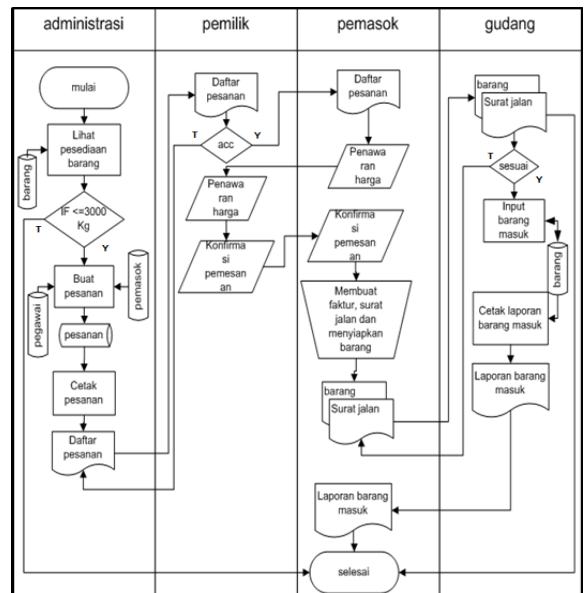 administrasi
pemilik
pemasok
gudang
mulai
Lihat
pesediaan
barang
barang
IF <=3000
Kg
T
Y
Buat
pesanan
pegawai
pemasok
pesanan
Cetak
pesanan
Daftar
pesanan
Daftar
pesanan
T
Y
acc
Penawa
ran
harga
Konfirma
si
pemesan
an
Daftar
pesanan
Penawa
ran
harga
Konfirma
si
pemesan
an
Membuat
faktur, surat
jalan dan
menyiapkan
barang
barang
Surat jalan
Laporan barang
masuk
selesai
barang
Surat jalan
T
sesuai
Y
Input
barang
masuk
barang
Cetak laporan
barang masuk
Laporan barang
masuk